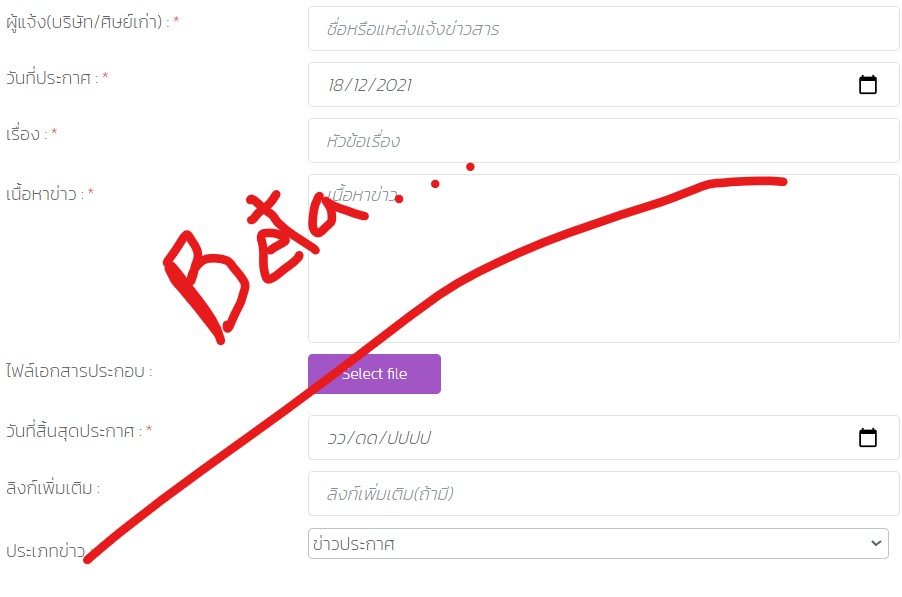 ผู้แจ้ง(บริษัท/ศิษย์เก่า) : *
ชื่อหรือแหล่งแจ้งข่าวสาร
วันที่ประกาศ : *
18/12/2021
เรื่อง : *
หัวข้อเรื่อง
เนื้อหาข่าว : *
เนื้อหาข่าว
Beta...
ไฟล์เอกสารประกอบ :
Select file
วันที่สิ้นสุดประกาศ : *
วว/ดด/ปปปป
ลิงก์เพิ่มเติม :
ลิงก์เพิ่มเติม(ถ้ามี)
ประเภทข่าว :
ข่าวประกาศ